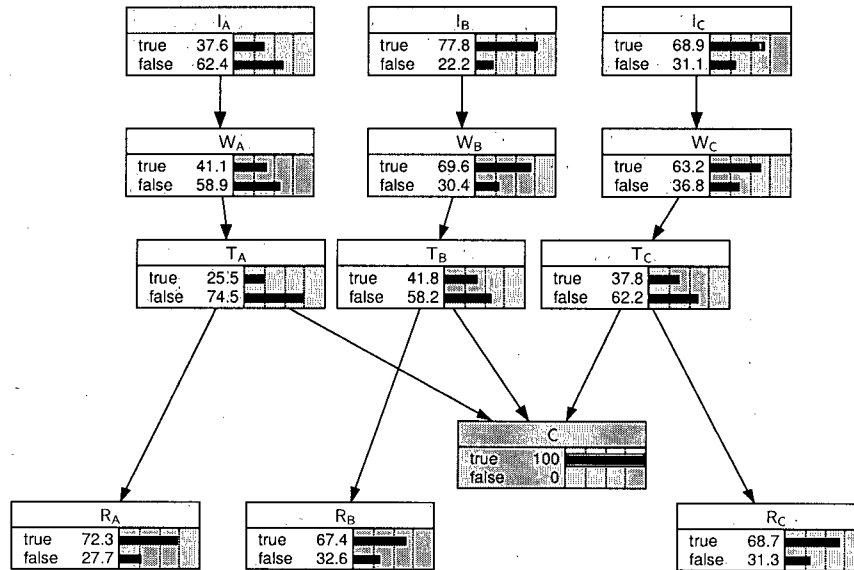 I_A I_B I_C
true 37.6 true 77.8 true 68.9
false 62.4 false 22.2 false 31.1
W_A W_B W_C
true 41.1 true 69.6 true 63.2
false 58.9 false 30.4 false 36.8
T_A T_B T_C
true 25.5 true 41.8 true 37.8
false 74.5 false 58.2 false 62.2
C
true 100
false 0
R_A R_B R_C
true 72.3 true 67.4 true 68.7
false 27.7 false 32.6 false 31.3